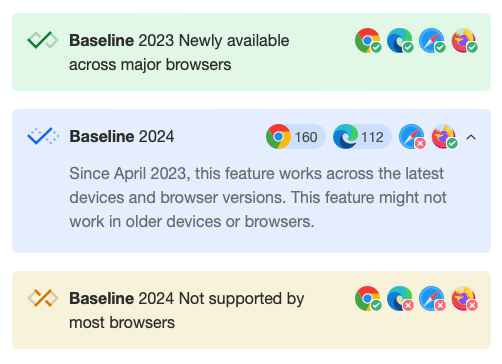 Baseline 2023 Newly available
across major browsers
Baseline 2024 160 112
Since April 2023, this feature works across the latest
devices and browser versions. This feature might not
work in older devices or browsers.
Baseline 2024 Not supported by
most browsers